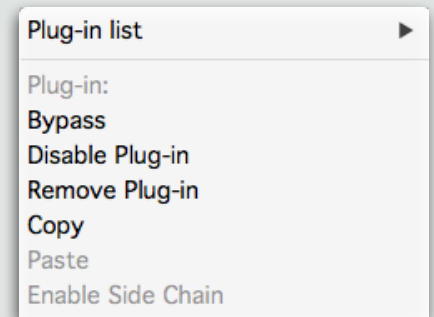 Plug-in list
Plug-in:
Bypass
Disable Plug-in
Remove Plug-in
Copy
Paste
Enable Side Chain